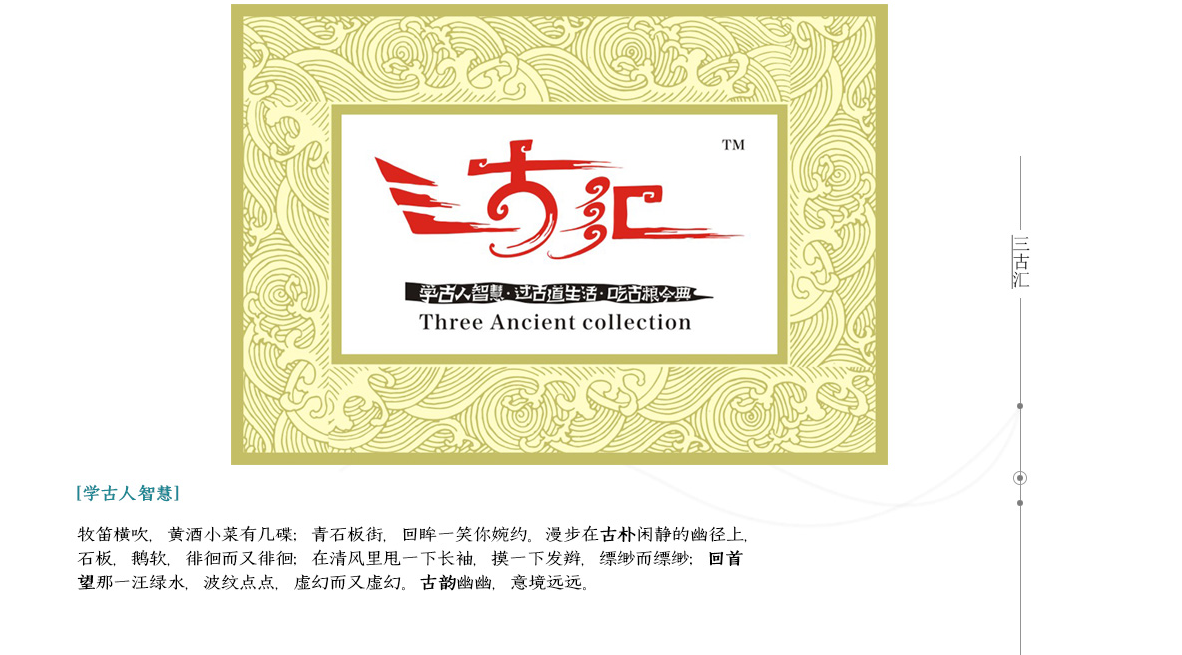 三古汇
TM
学古人智慧·过古道生活·吃古粮今典
Three Ancient collection
三古汇
[学古人智慧]
牧笛横吹，黄酒小菜有几碟；青石板街，回眸一笑你婉约。漫步在古朴闲静的幽径上，
石板，鹅软，徘徊而又徘徊；在清风里甩一下长袖，摸一下发辫，缥缈而缥缈；回首
望那一汪绿水，波纹点点，虚幻而又虚幻。古韵幽幽，意境远远。